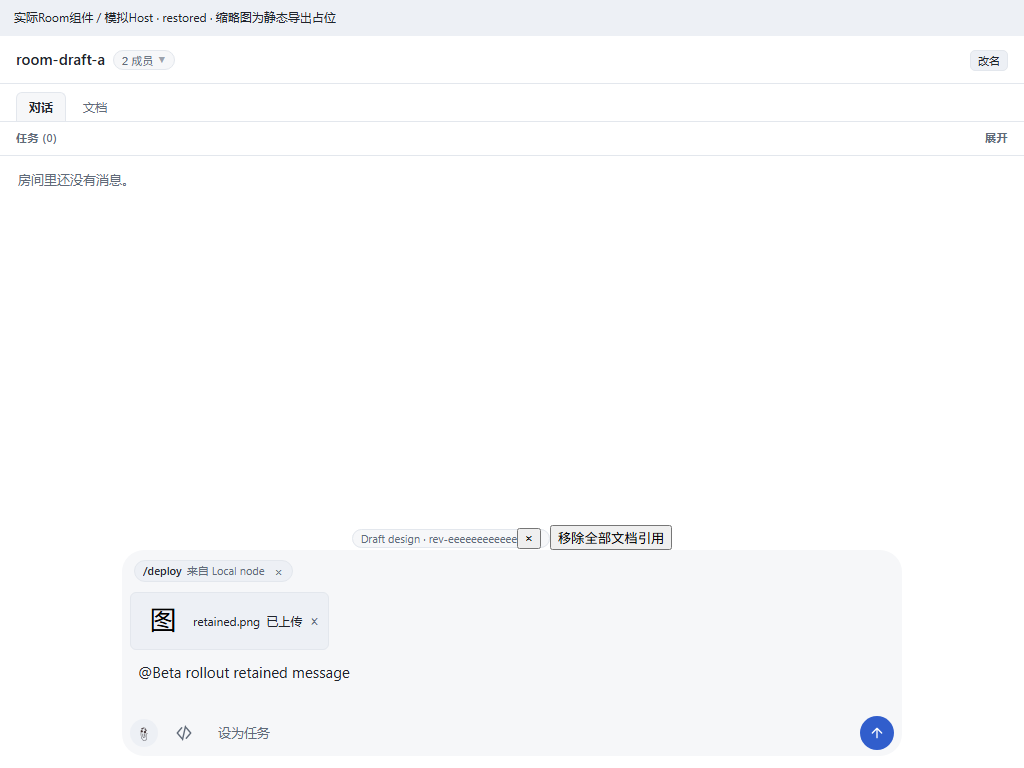 实际Room组件 / 模拟Host · restored · 缩略图为静态导出占位
room-draft-a 2 成员 ▼ 改名
对话 文档
任务 (0) 展开
房间里还没有消息。
Draft design · rev-eeeeeeeeeeee × 移除全部文档引用
/deploy 来自 Local node ×
图 retained.png 已上传 ×
@Beta rollout retained message
设为任务